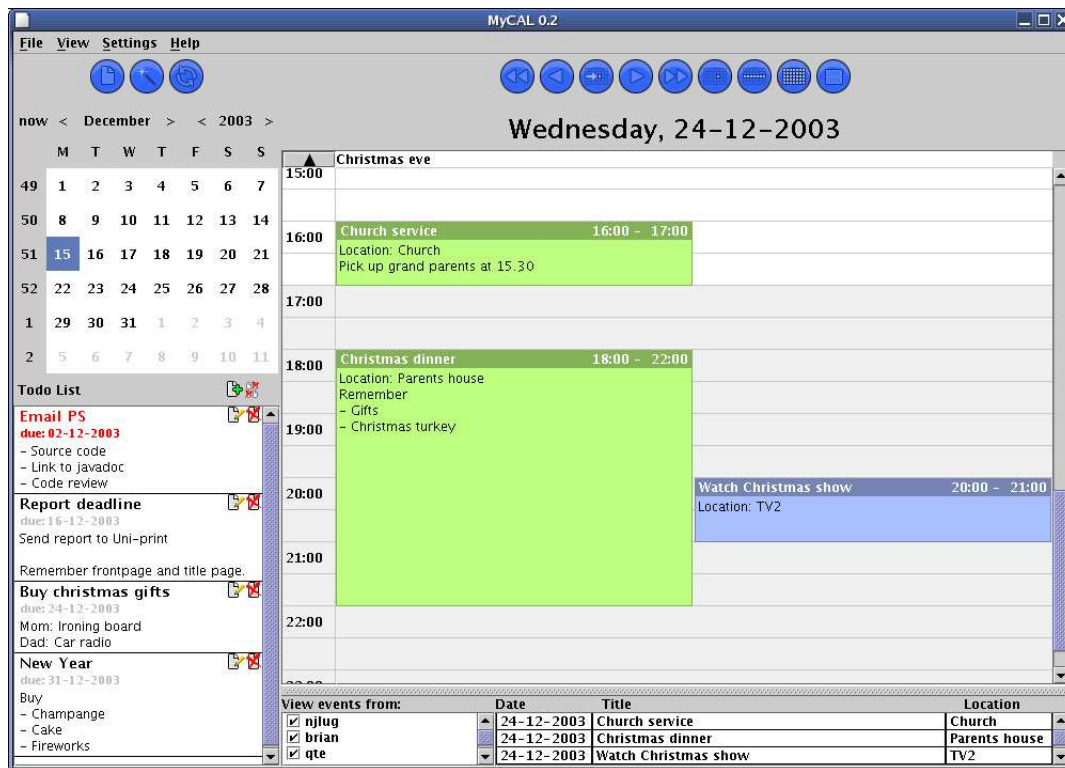 MyCAL 0.2
File View Settings Help
now < December > < 2003 >
M T W T F S S
49 1 2 3 4 5 6 7
50 8 9 10 11 12 13 14
51 15 16 17 18 19 20 21
52 22 23 24 25 26 27 28
1 29 30 31 1 2 3 4
2 5 6 7 8 9 10 11
Todo List
Email PS
due: 02-12-2003
- Source code
- Link to javadoc
- Code review
Report deadline
due: 16-12-2003
Send report to Uni-print
Remember frontpage and title page.
Buy christmas gifts
due: 24-12-2003
Mom: Ironing board
Dad: Car radio
New Year
due: 31-12-2003
Buy
- Champange
- Cake
- Fireworks
Wednesday, 24-12-2003
Christmas eve
15:00
16:00
Church service 16:00 - 17:00
Location: Church
Pick up grand parents at 15.30
17:00
18:00
Christmas dinner 18:00 - 22:00
Location: Parents house
Remember
- Gifts
- Christmas turkey
19:00
20:00
Watch Christmas show 20:00 - 21:00
Location: TV2
21:00
22:00
View events from:
njlug
brian
qte
Date Title Location
24-12-2003 Church service Church
24-12-2003 Christmas dinner Parents house
24-12-2003 Watch Christmas show TV2